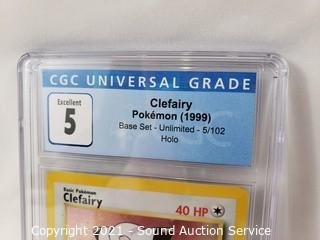 CGC UNIVERSAL GRADE
Excellent
5
Clefairy
Pokémon (1999)
Base Set - Unlimited - 5/102
Holo
Basic Pokémon
Clefairy
40 HP
Copyright 2021 - Sound Auction Service